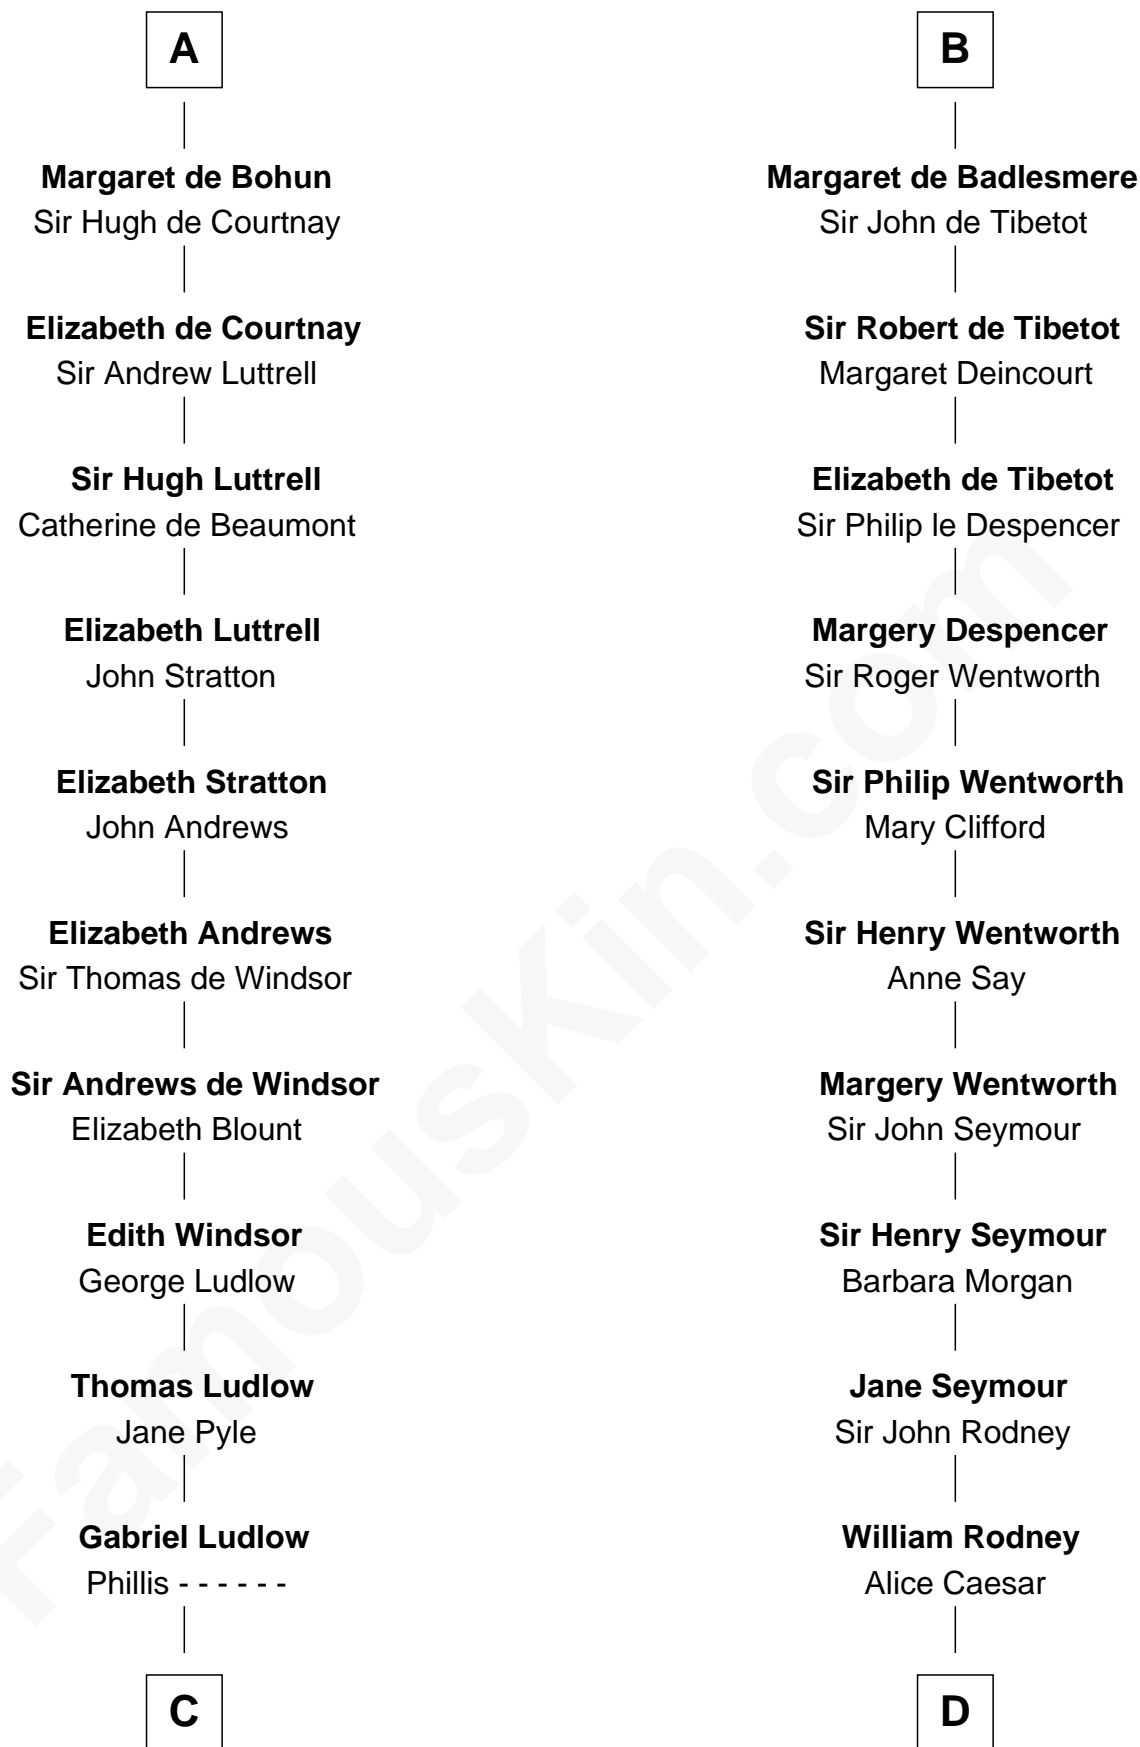 A
Margaret de Bohun
Sir Hugh de Courtnay
Elizabeth de Courtnay
Sir Andrew Luttrell
Sir Hugh Luttrell
Catherine de Beaumont
Elizabeth Luttrell
John Stratton
Elizabeth Stratton
John Andrews
Elizabeth Andrews
Sir Thomas de Windsor
Sir Andrews de Windsor
Elizabeth Blount
Edith Windsor
George Ludlow
Thomas Ludlow
Jane Pyle
Gabriel Ludlow
Phillis - - - - - -
C
B
Margaret de Badlesmere
Sir John de Tibetot
Sir Robert de Tibetot
Margaret Deincourt
Elizabeth de Tibetot
Sir Philip le Despencer
Margery Despencer
Sir Roger Wentworth
Sir Philip Wentworth
Mary Clifford
Sir Henry Wentworth
Anne Say
Margery Wentworth
Sir John Seymour
Sir Henry Seymour
Barbara Morgan
Jane Seymour
Sir John Rodney
William Rodney
Alice Caesar
D
FamousKin.com